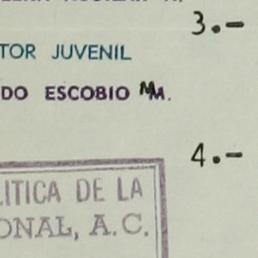 3.-
TOR JUVENIL
DO ESCOBIO M.
4.-
LITICA DE LA
ONAL, A.C.